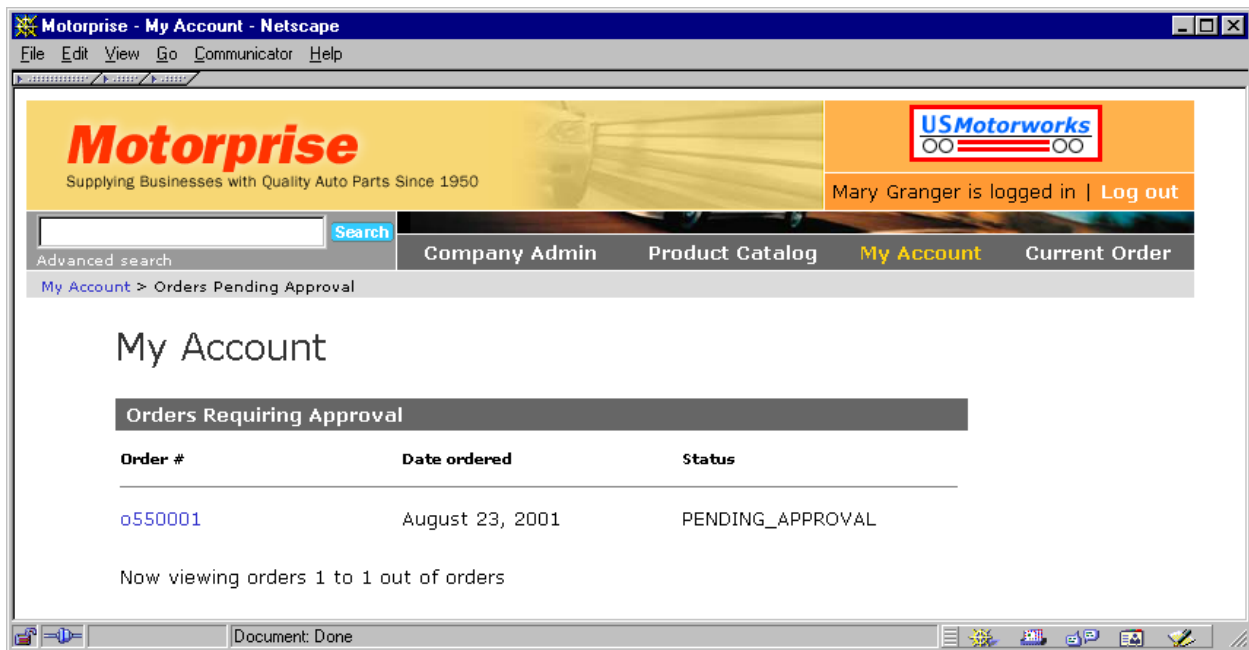 Motorprise - My Account - Netscape
File Edit View Go Communicator Help
Motorprise
Supplying Businesses with Quality Auto Parts Since 1950
USMotorworks
Mary Granger is logged in | Log out
Search
Advanced search
Company Admin Product Catalog My Account Current Order
My Account > Orders Pending Approval
My Account
Orders Requiring Approval
Order # Date ordered Status
o550001 August 23, 2001 PENDING_APPROVAL
Now viewing orders 1 to 1 out of orders
Document: Done